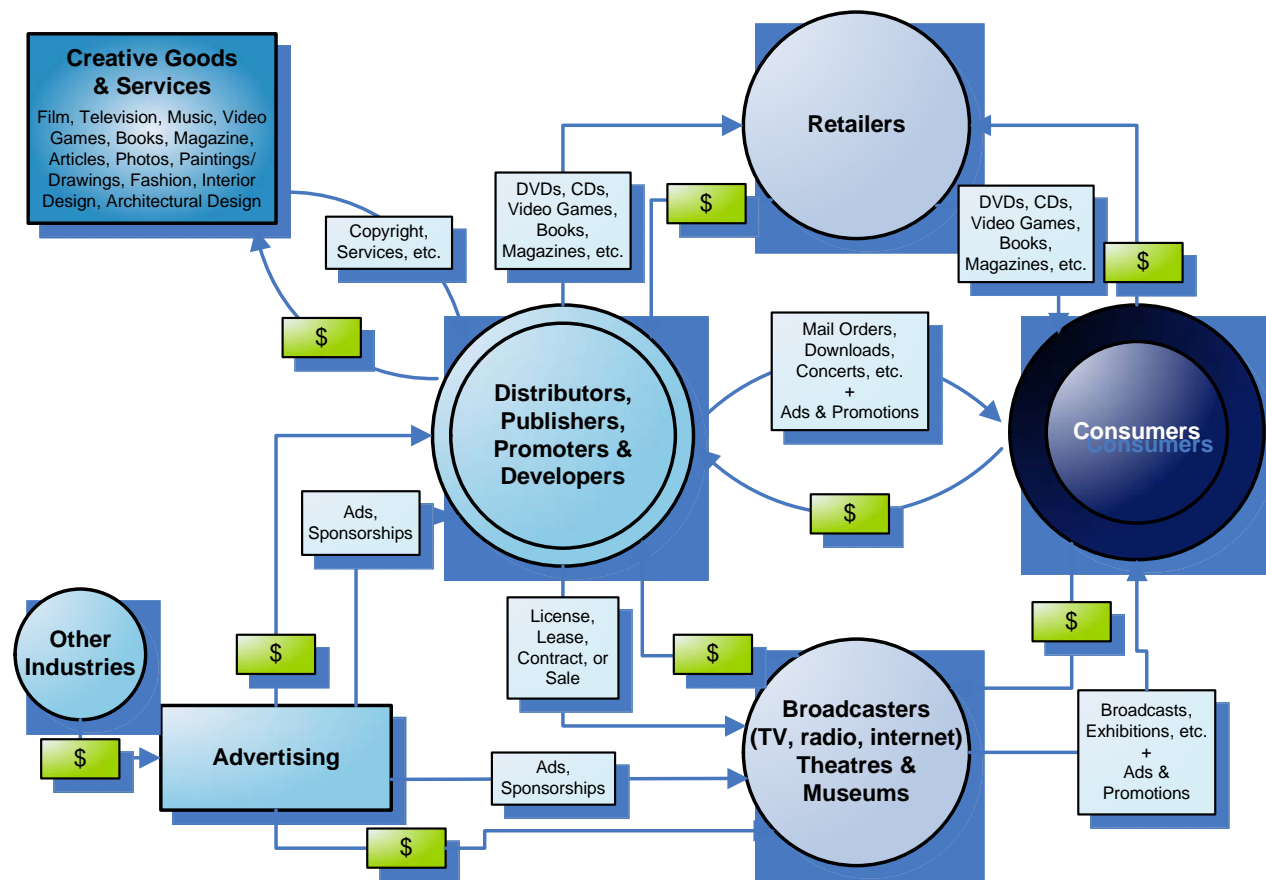 Creative Goods
& Services
Film, Television, Music, Video
Games, Books, Magazine,
Articles, Photos, Paintings/
Drawings, Fashion, Interior
Design, Architectural Design
Retailers
DVDs, CDs,
Video Games,
Books,
Magazines, etc.
$
DVDs, CDs,
Video Games,
Books,
Magazines, etc.
$
Copyright,
Services, etc.
$
Distributors,
Publishers,
Promoters &
Developers
Mail Orders,
Downloads,
Concerts, etc.
+
Ads & Promotions
Consumers
Consumers
$
Ads,
Sponsorships
Other
Industries
$
License,
Lease,
Contract, or
Sale
$
$
Broadcasters
(TV, radio, internet)
Theatres &
Museums
Broadcasts,
Exhibitions, etc.
+
Ads &
Promotions
$
Advertising
Ads,
Sponsorships
$